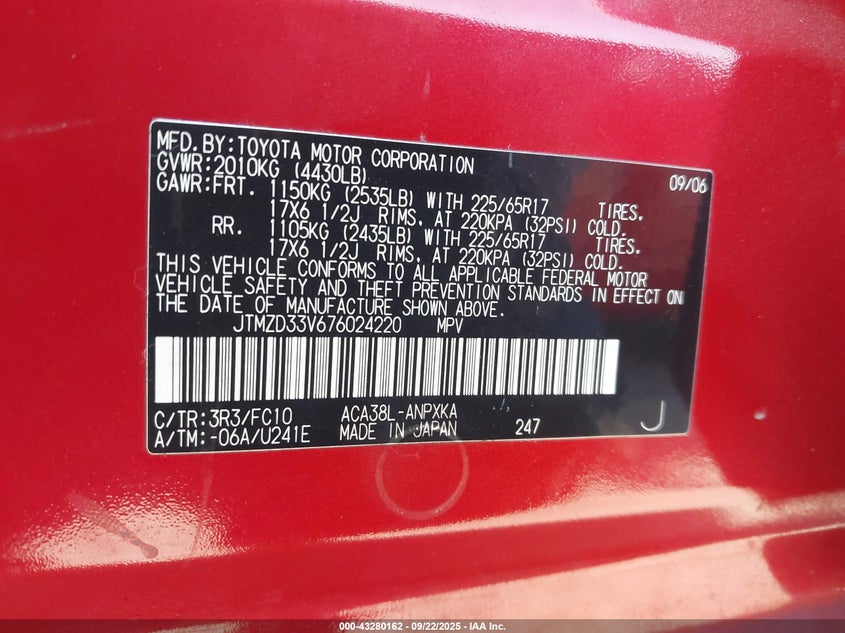 MFD.BY:TOYOTA MOTOR CORPORATION 09/06
GVWR:2010KG (4430LB)
GAWR:FRT. 1150KG (2535LB) WITH 225/65R17 TIRES.
17X6 1/2J RIMS. AT 220KPA (32PSI) COLD.
RR. 1105KG (2435LB) WITH 225/65R17 TIRES.
17X6 1/2J RIMS. AT 220KPA (32PSI) COLD.
THIS VEHICLE CONFORMS TO ALL APPLICABLE FEDERAL MOTOR
VEHICLE SAFETY AND THEFT PREVENTION STANDARDS IN EFFECT ON
THE DATE OF MANUFACTURE SHOWN ABOVE.
JTMZD33V676024220 MPV
C/TR:3R3/FC10 ACA38L-ANPXKA
A/TM:-06A/U241E MADE IN JAPAN 247 J
000-43280162 - 09/22/2025 - IAA Inc.